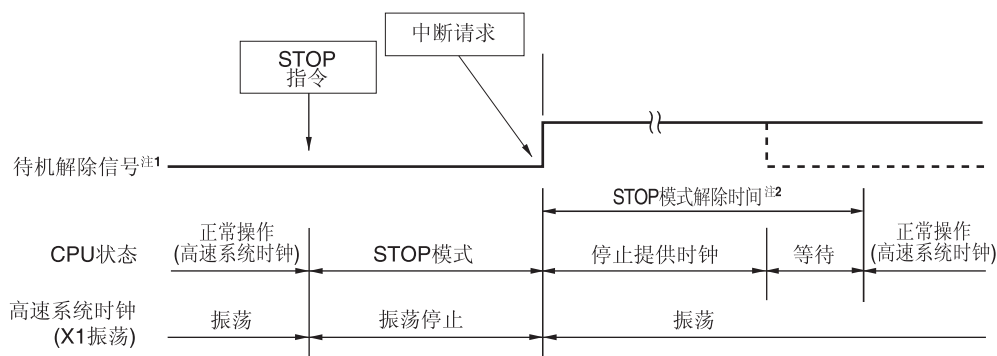 中断请求
STOP
指令
待机解除信号注1
STOP模式解除时间注2
CPU状态
正常操作
(高速系统时钟)
STOP模式
停止提供时钟
等待
正常操作
(高速系统时钟)
高速系统时钟
(X1振荡)
振荡
振荡停止
振荡